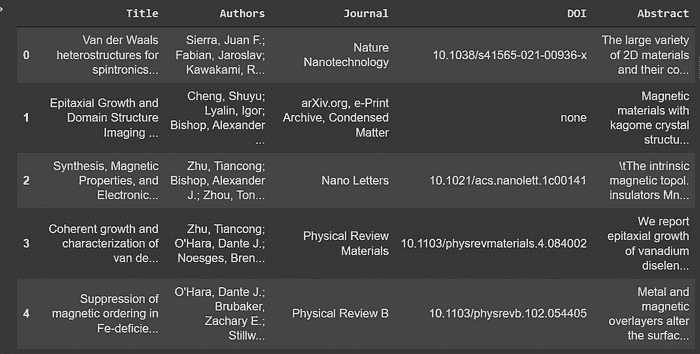 Title Authors Journal DOI Abstract
0 Van der Waals heterostructures for spintronics... Sierra, Juan F.; Fabian, Jaroslav; Kawakami, R... Nature Nanotechnology 10.1038/s41565-021-00936-x The large variety of 2D materials and their co...
1 Epitaxial Growth and Domain Structure Imaging ... Cheng, Shuyu; Lyalin, Igor; Bishop, Alexander ... arXiv.org, e-Print Archive, Condensed Matter none Magnetic materials with kagome crystal structu...
2 Synthesis, Magnetic Properties, and Electronic... Zhu, Tiancong; Bishop, Alexander J.; Zhou, Ton... Nano Letters 10.1021/acs.nanolett.1c00141 \tThe intrinsic magnetic topol. insulators Mn...
3 Coherent growth and characterization of van de... Zhu, Tiancong; O'Hara, Dante J.; Noesges, Bren... Physical Review Materials 10.1103/physrevmaterials.4.084002 We report epitaxial growth of vanadium diselen...
4 Suppression of magnetic ordering in Fe-deficie... O'Hara, Dante J.; Brubaker, Zachary E.; Stillw... Physical Review B 10.1103/physrevb.102.054405 Metal and magnetic overlayers alter the surfac...